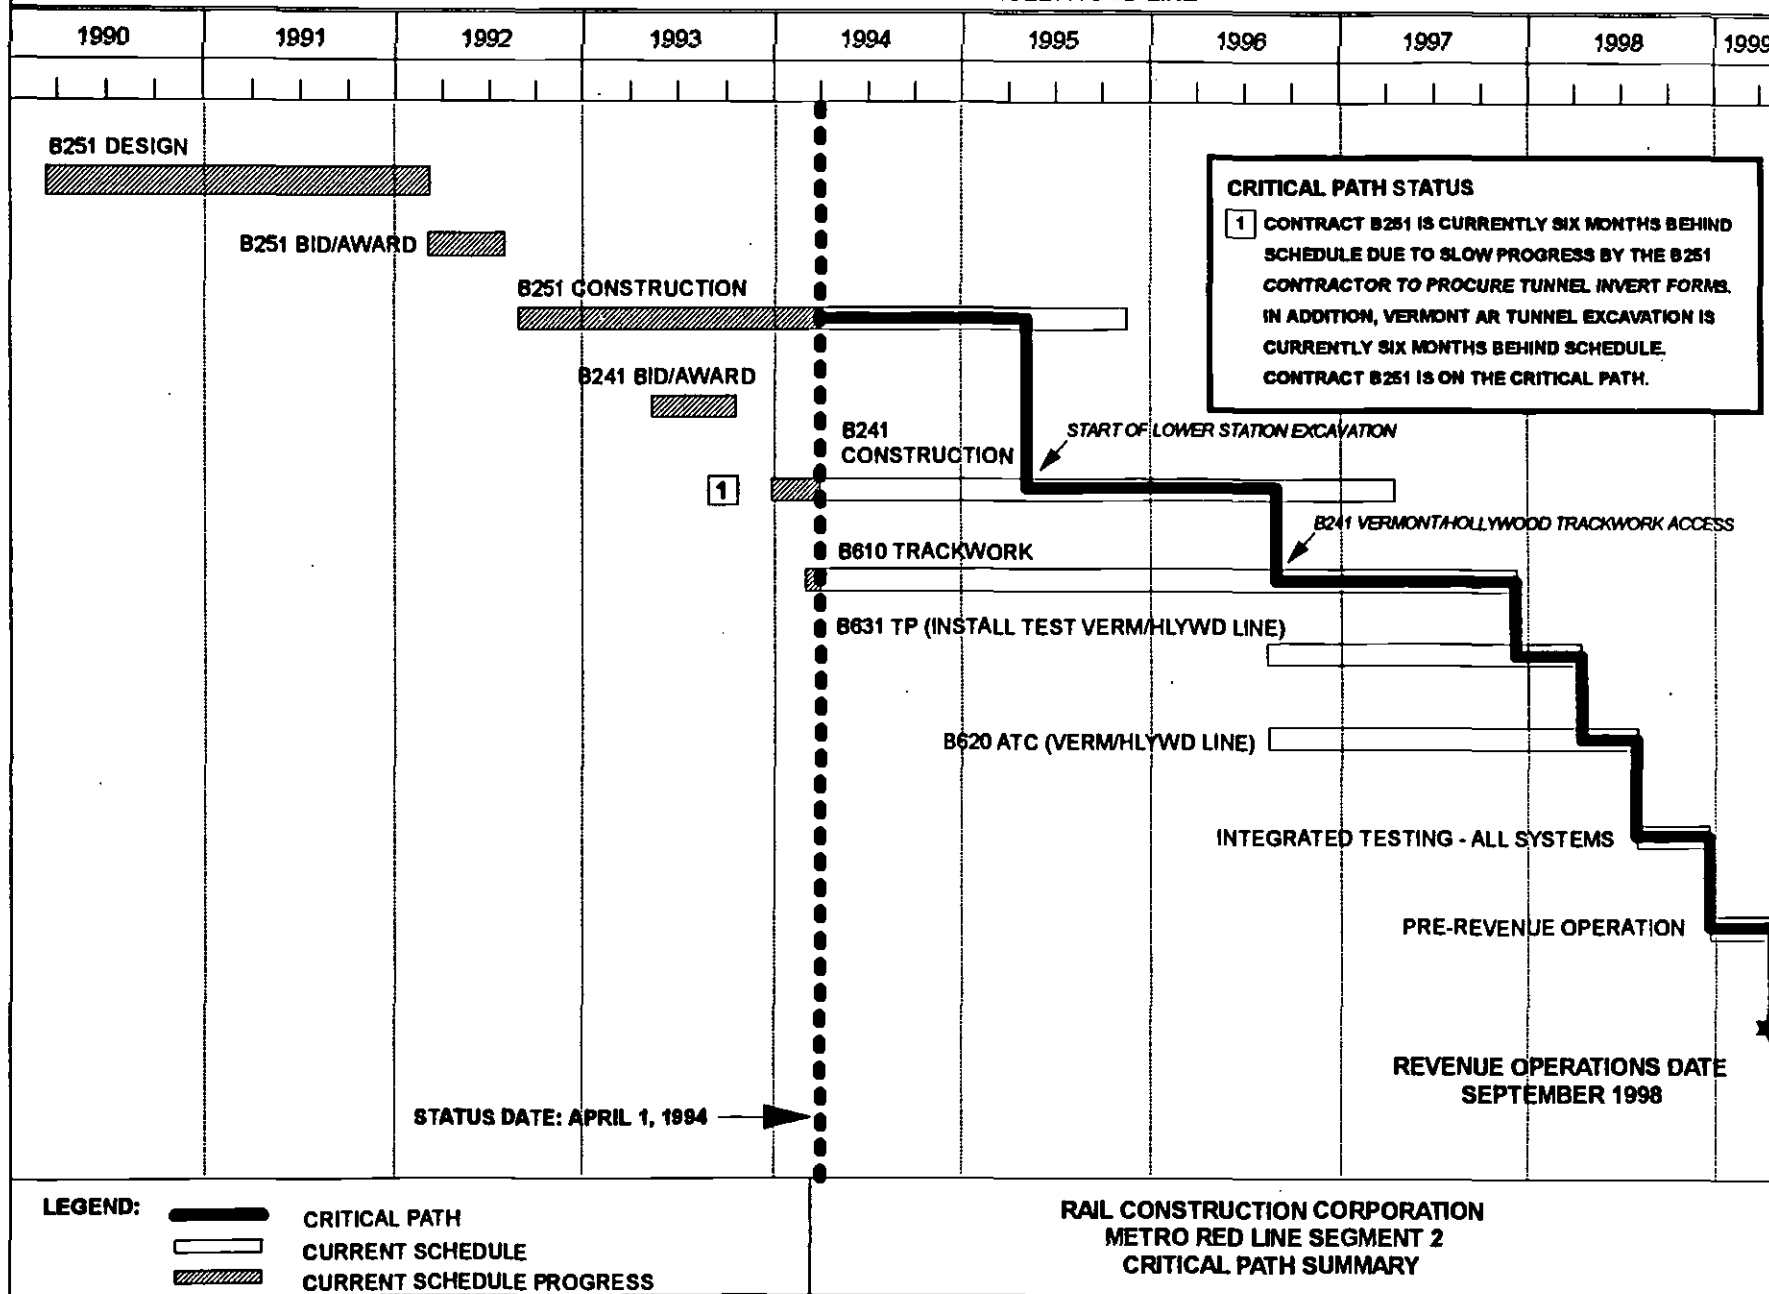 1990 1991 1992 1993 1994 1995 1996 1997 1998 1999
B251 DESIGN
B251 BID/AWARD
B251 CONSTRUCTION
B241 BID/AWARD
CRITICAL PATH STATUS
1 CONTRACT B251 IS CURRENTLY SIX MONTHS BEHIND
SCHEDULE DUE TO SLOW PROGRESS BY THE B251
CONTRACTOR TO PROCURE TUNNEL INVERT FORMS.
IN ADDITION, VERMONT AR TUNNEL EXCAVATION IS
CURRENTLY SIX MONTHS BEHIND SCHEDULE.
CONTRACT B251 IS ON THE CRITICAL PATH.
B241
CONSTRUCTION
START OF LOWER STATION EXCAVATION
1
B241 VERMONT/HOLLYWOOD TRACKWORK ACCESS
B610 TRACKWORK
B631 TP (INSTALL TEST VERM/HLYWD LINE)
B620 ATC (VERM/HLYWD LINE)
INTEGRATED TESTING - ALL SYSTEMS
PRE-REVENUE OPERATION
REVENUE OPERATIONS DATE
SEPTEMBER 1998
STATUS DATE: APRIL 1, 1994
LEGEND:
CRITICAL PATH
CURRENT SCHEDULE
CURRENT SCHEDULE PROGRESS
RAIL CONSTRUCTION CORPORATION
METRO RED LINE SEGMENT 2
CRITICAL PATH SUMMARY